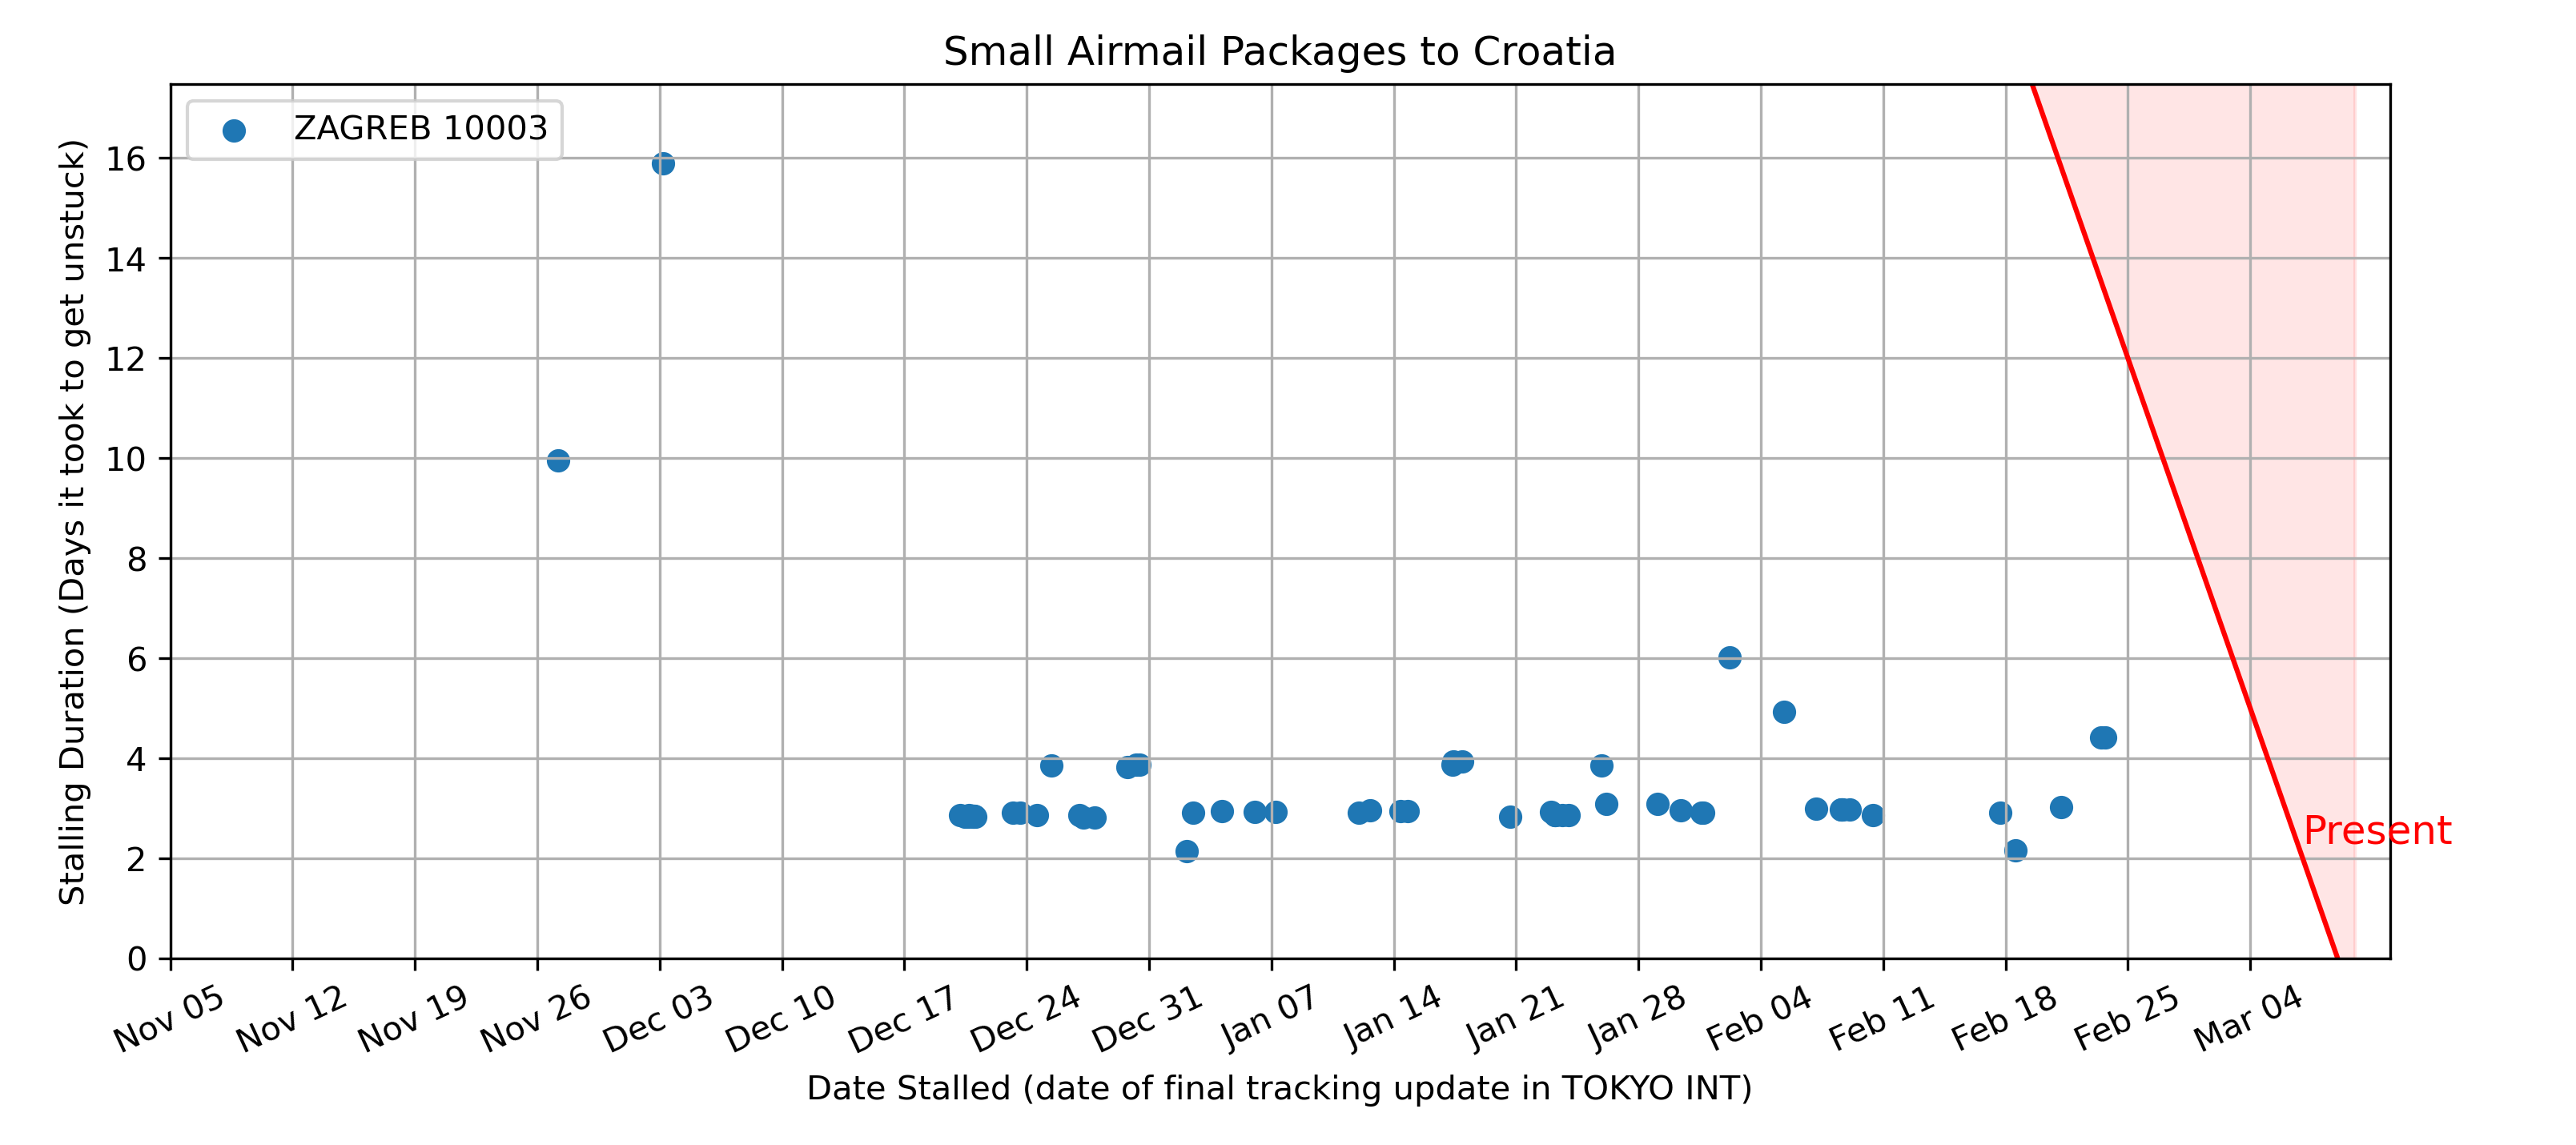 Small Airmail Packages to Croatia
ZAGREB 10003
Stalling Duration (Days it took to get unstuck)
16
14
12
10
8
6
4
2
0
Present
Nov 05
Nov 12
Nov 19
Nov 26
Dec 03
Dec 10
Dec 17
Dec 24
Dec 31
Jan 07
Jan 14
Jan 21
Jan 28
Feb 04
Feb 11
Feb 18
Feb 25
Mar 04
Date Stalled (date of final tracking update in TOKYO INT)